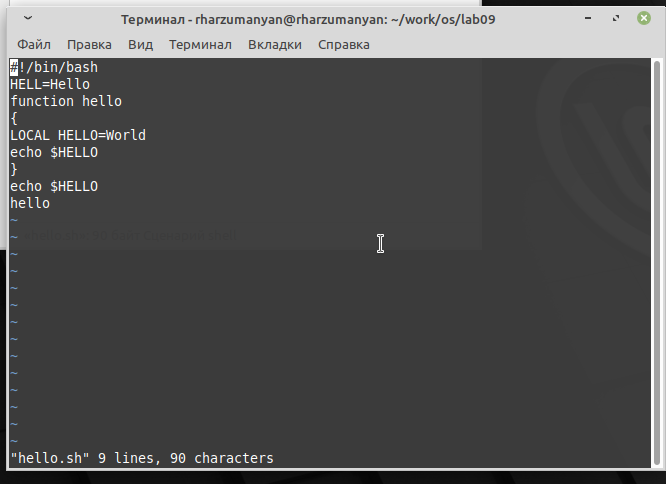 Терминал - rharzumanyan@rharzumanyan: ~/work/os/lab09
Файл Правка Вид Терминал Вкладки Справка
#!/bin/bash
HELL=Hello
function hello
{
LOCAL HELLO=World
echo $HELLO
}
echo $HELLO
hello
~
~
~
~
~
~
~
~
~
~
~
~
~
~
"hello.sh" 9 lines, 90 characters